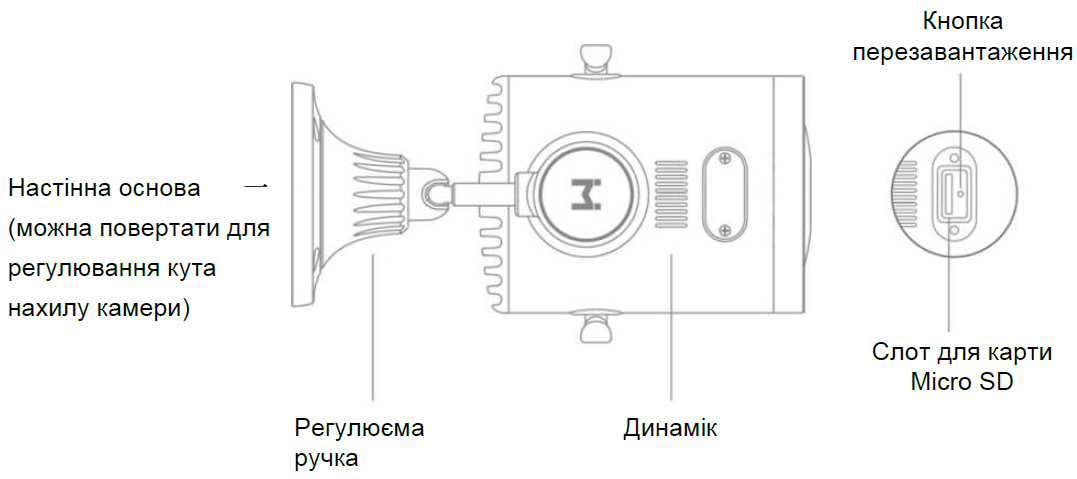 Кнопка
перезавантаження
Настінна основа
(можна повертати для
регулювання кута
нахилу камери)
Слот для карти
Micro SD
Регулюєма
ручка
Динамік